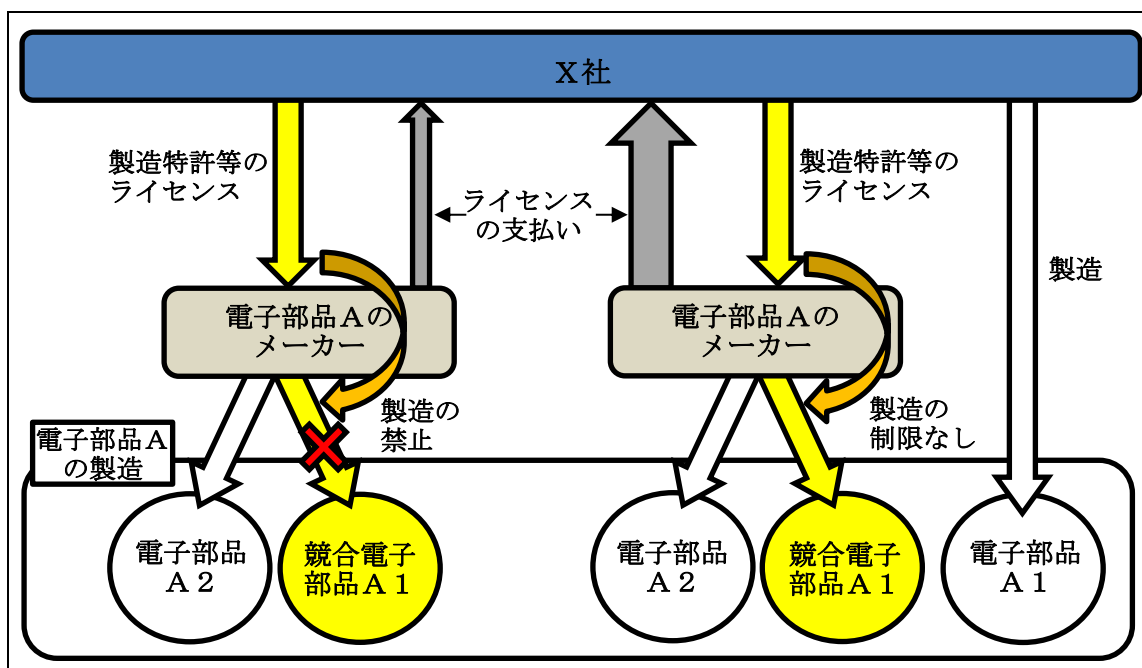 X社
製造特許等の
ライセンス
ライセンス
の支払い
製造特許等の
ライセンス
製造
電子部品Aの
メーカー
電子部品Aの
メーカー
製造の
禁止
製造の
制限なし
電子部品A
の製造
電子部品
A2
競合電子
部品A1
電子部品
A2
競合電子
部品A1
電子部品
A1